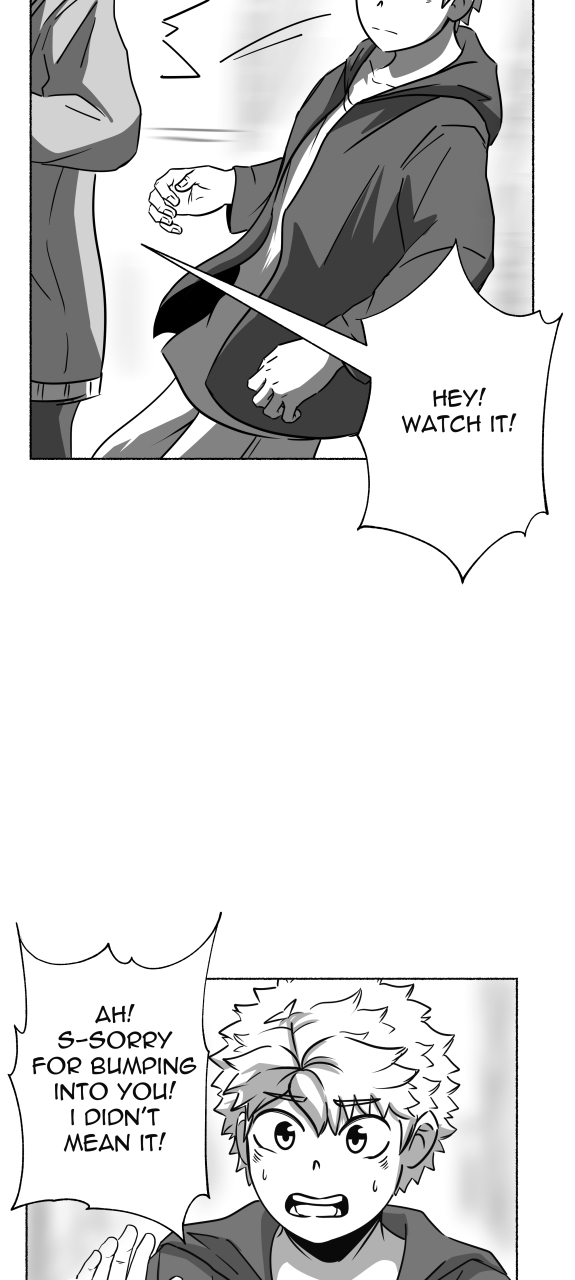 HEY!
WATCH IT!
AH!
S-SORRY
FOR BUMPING
INTO YOU!
I DIDN'T
MEAN IT!